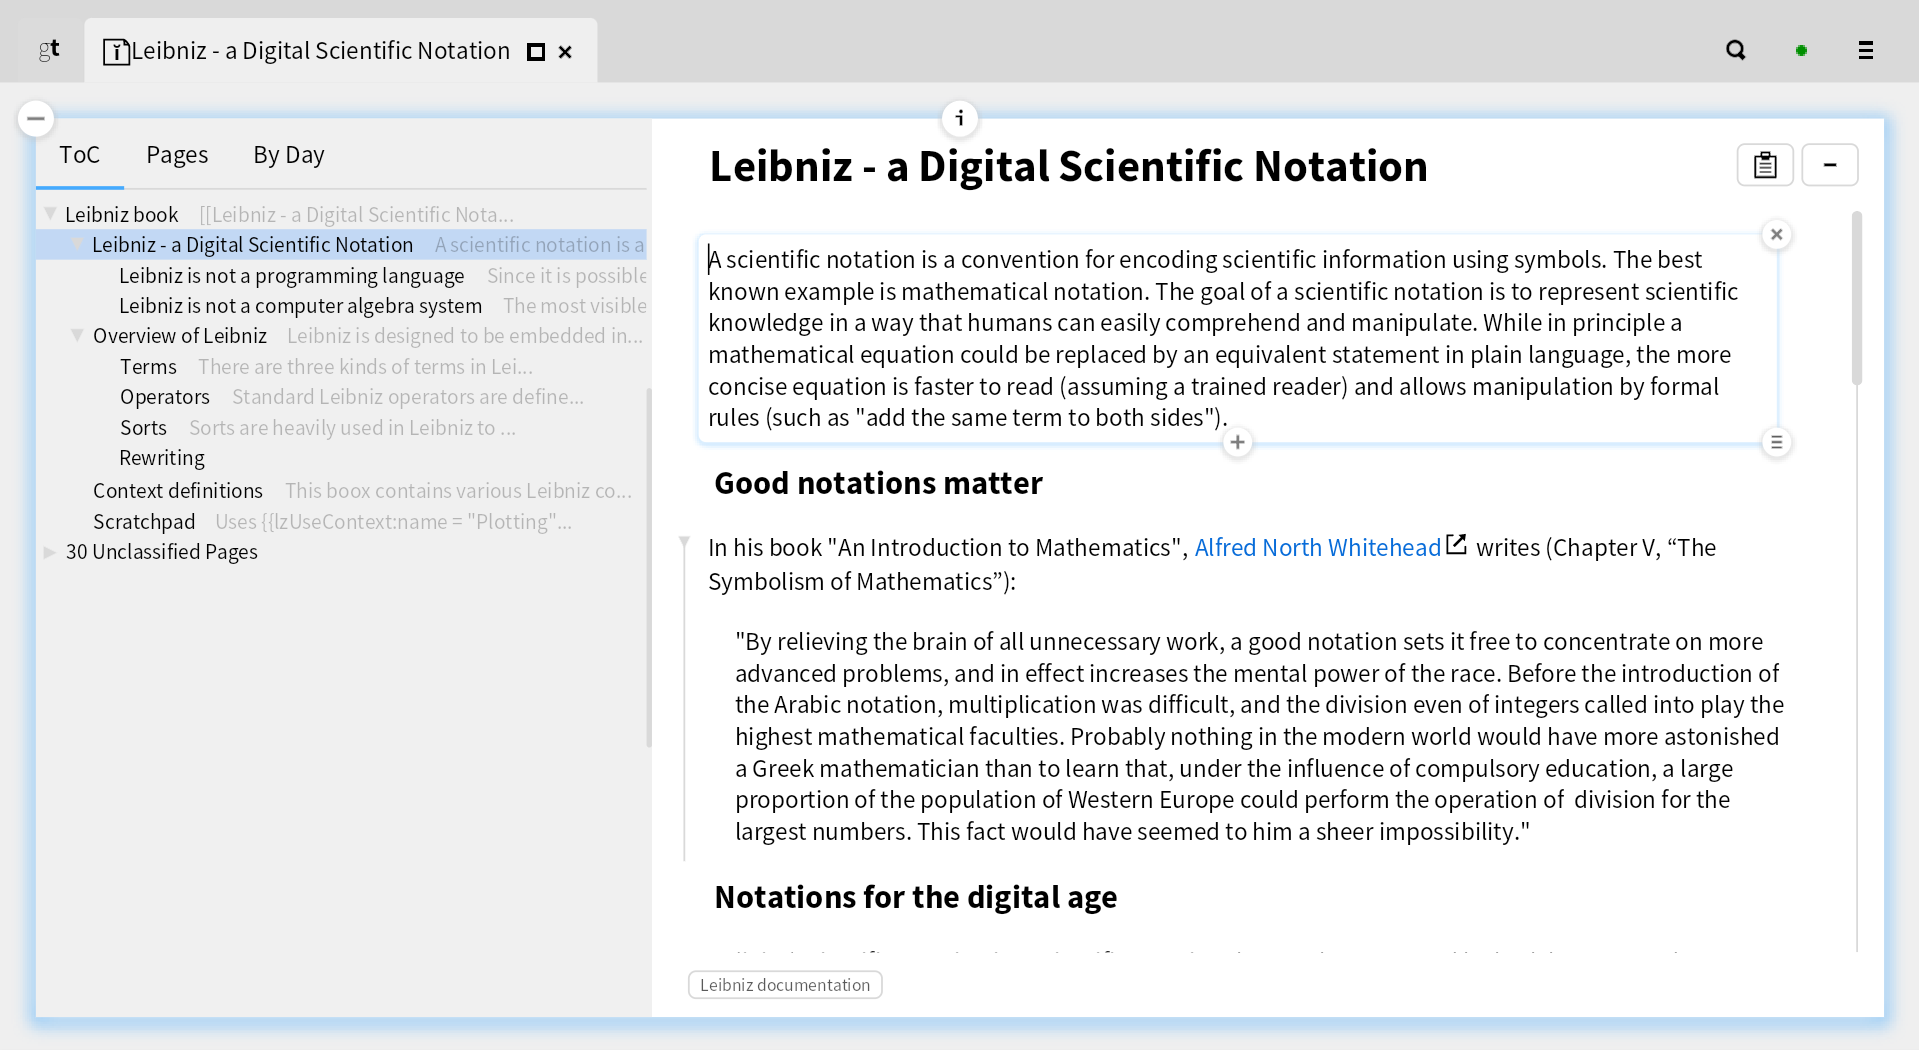 gt
Leibniz - a Digital Scientific Notation
ToC Pages By Day
Leibniz book [[Leibniz - a Digital Scientific Nota...
Leibniz - a Digital Scientific Notation A scientific notation is a
Leibniz is not a programming language Since it is possible
Leibniz is not a computer algebra system The most visible
Overview of Leibniz Leibniz is designed to be embedded in...
Terms There are three kinds of terms in Lei...
Operators Standard Leibniz operators are define...
Sorts Sorts are heavily used in Leibniz to ...
Rewriting
Context definitions This boox contains various Leibniz co...
Scratchpad Uses {{lzUseContext:name = "Plotting"...
30 Unclassified Pages
Leibniz - a Digital Scientific Notation
A scientific notation is a convention for encoding scientific information using symbols. The best
known example is mathematical notation. The goal of a scientific notation is to represent scientific
knowledge in a way that humans can easily comprehend and manipulate. While in principle a
mathematical equation could be replaced by an equivalent statement in plain language, the more
concise equation is faster to read (assuming a trained reader) and allows manipulation by formal
rules (such as "add the same term to both sides").
Good notations matter
In his book "An Introduction to Mathematics", Alfred North Whitehead writes (Chapter V, “The
Symbolism of Mathematics”):
"By relieving the brain of all unnecessary work, a good notation sets it free to concentrate on more
advanced problems, and in effect increases the mental power of the race. Before the introduction of
the Arabic notation, multiplication was difficult, and the division even of integers called into play the
highest mathematical faculties. Probably nothing in the modern world would have more astonished
a Greek mathematician than to learn that, under the influence of compulsory education, a large
proportion of the population of Western Europe could perform the operation of  division for the
largest numbers. This fact would have seemed to him a sheer impossibility."
Notations for the digital age
Leibniz documentation